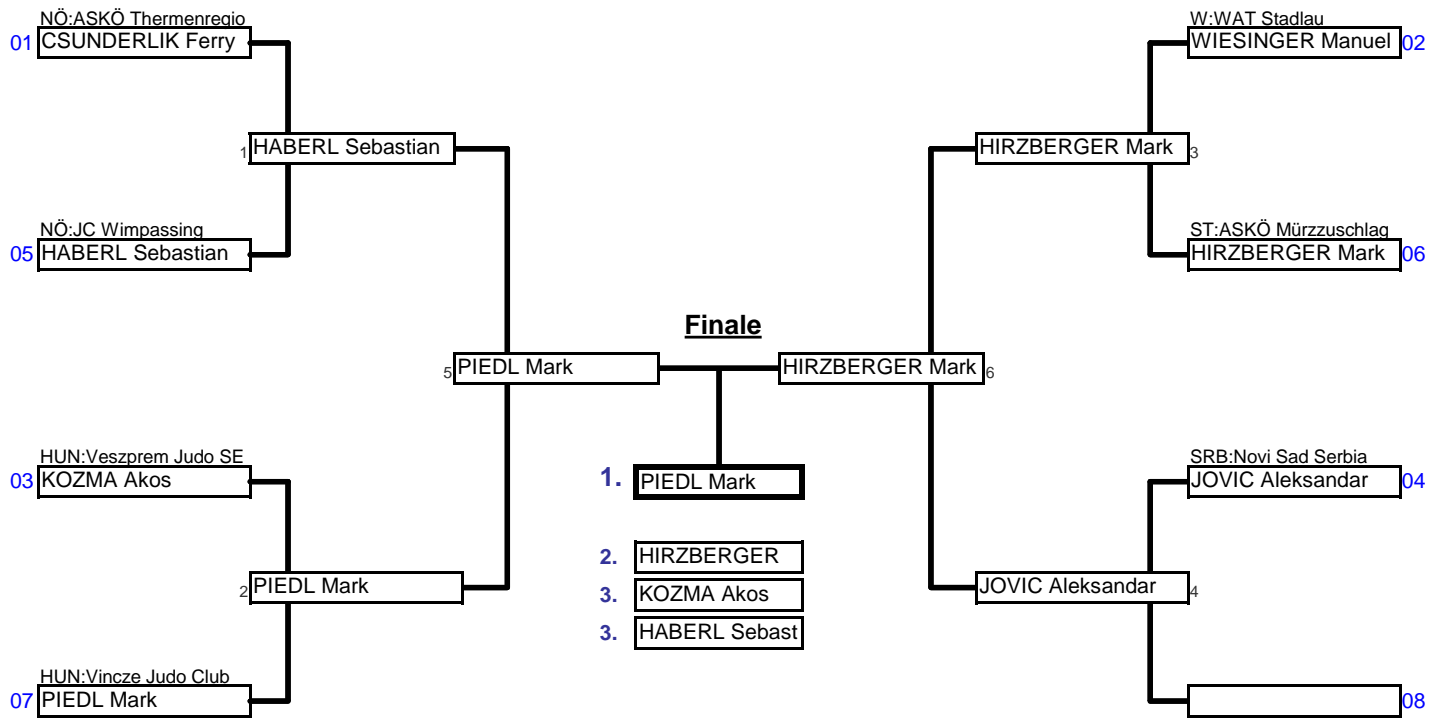 NÖ:ASKÖ Thermenregio
01 CSUNDERLIK Ferry
W:WAT Stadlau
WIESINGER Manuel 02
1 HABERL Sebastian
HIRZBERGER Mark 3
NÖ:JC Wimpassing
05 HABERL Sebastian
ST:ASKÖ Mürzzuschlag
HIRZBERGER Mark 06
Finale
5 PIEDL Mark
HIRZBERGER Mark 6
HUN:Veszprem Judo SE
03 KOZMA Akos
1. PIEDL Mark
SRB:Novi Sad Serbia
JOVIC Aleksandar 04
2. HIRZBERGER
3. KOZMA Akos
3. HABERL Sebast
2 PIEDL Mark
JOVIC Aleksandar 4
HUN:Vincze Judo Club
07 PIEDL Mark
08